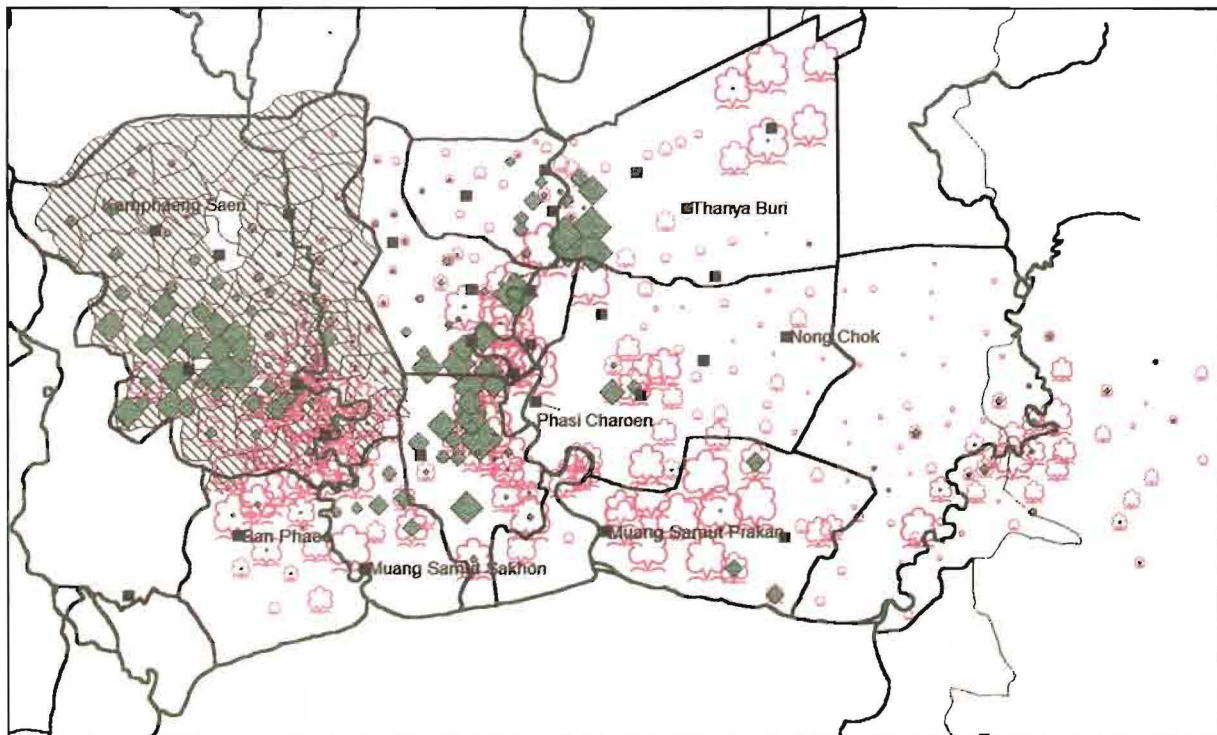 Kamphaeng Saen
Thanya Buri
Nong Chok
Phasi Charoen
Ban Phaeo
Muang Samut Prakan
Muang Samut Sakhon